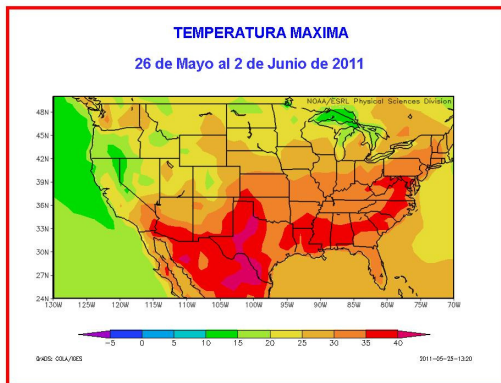 TEMPERATURA MAXIMA
26 de Mayo al 2 de Junio de 2011
NOAA/ESRL Physical Sciences Division
48N
45N
42N
39N
36N
33N
30N
27N
24N
130W 125W 120W 115W 110W 105W 100W 95W 90W 85W 80W 75W 70W
-5 0 5 10 15 20 25 30 35 40
GrADS: COLA/IGES 2011-05-25-13:20